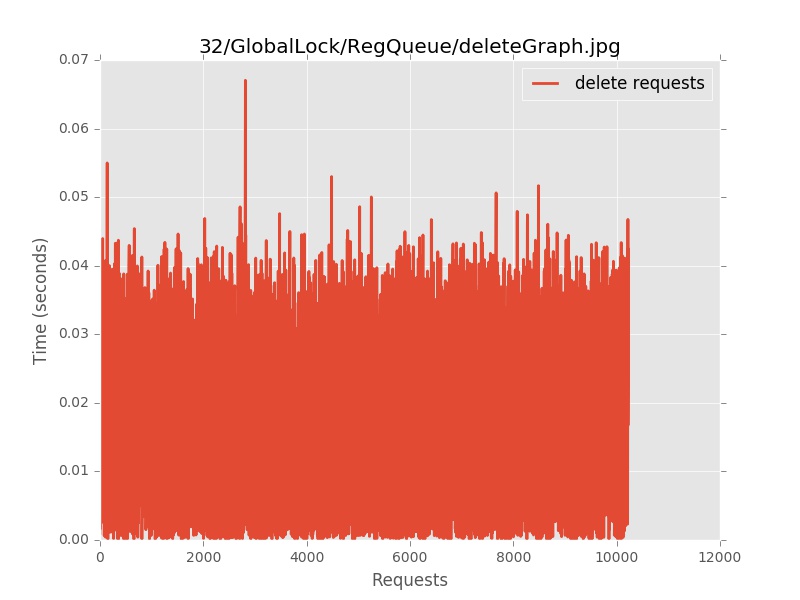 32/GlobalLock/RegQueue/deleteGraph.jpg
delete requests
0.07
0.06
0.05
0.04
0.03
0.02
0.01
0.00
Time (seconds)
0 2000 4000 6000 8000 10000 12000
Requests